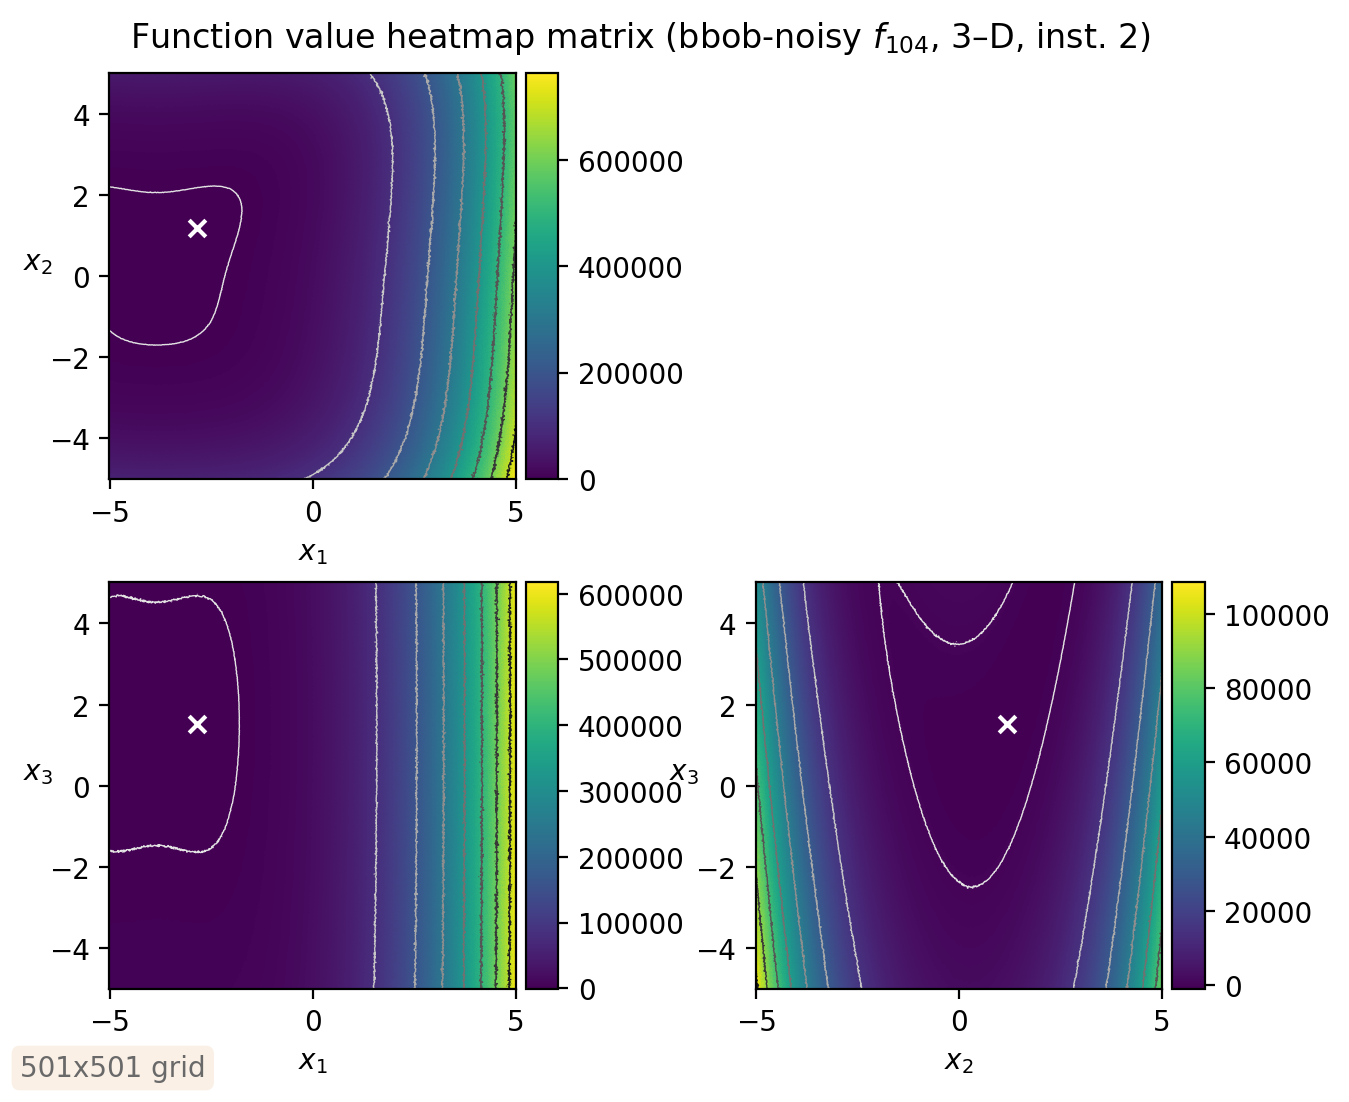 Function value heatmap matrix (bbob-noisy f104, 3–D, inst. 2)
4
2
0
−2
−4
x2
−5 0 5
x1
600000
400000
200000
0
4
2
0
−2
−4
x3
−5 0 5
x1
600000
500000
400000
300000
200000
100000
0
4
2
0
−2
−4
x3
−5 0 5
x2
100000
80000
60000
40000
20000
0
501x501 grid